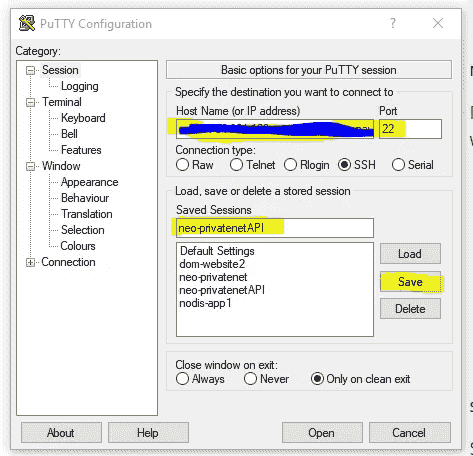 PuTTY Configuration
Category:
Session
Logging
Terminal
Keyboard
Bell
Features
Window
Appearance
Behaviour
Translation
Selection
Colours
Connection
Basic options for your PuTTY session
Specify the destination you want to connect to
Host Name (or IP address) Port
22
Connection type:
Raw Telnet Rlogin SSH Serial
Load, save or delete a stored session
Saved Sessions
neo-privatenetAPI
Default Settings
dom-website2
neo-privatenet
neo-privatenetAPI
nodis-app1
Load
Save
Delete
Close window on exit:
Always Never Only on clean exit
About Help Open Cancel